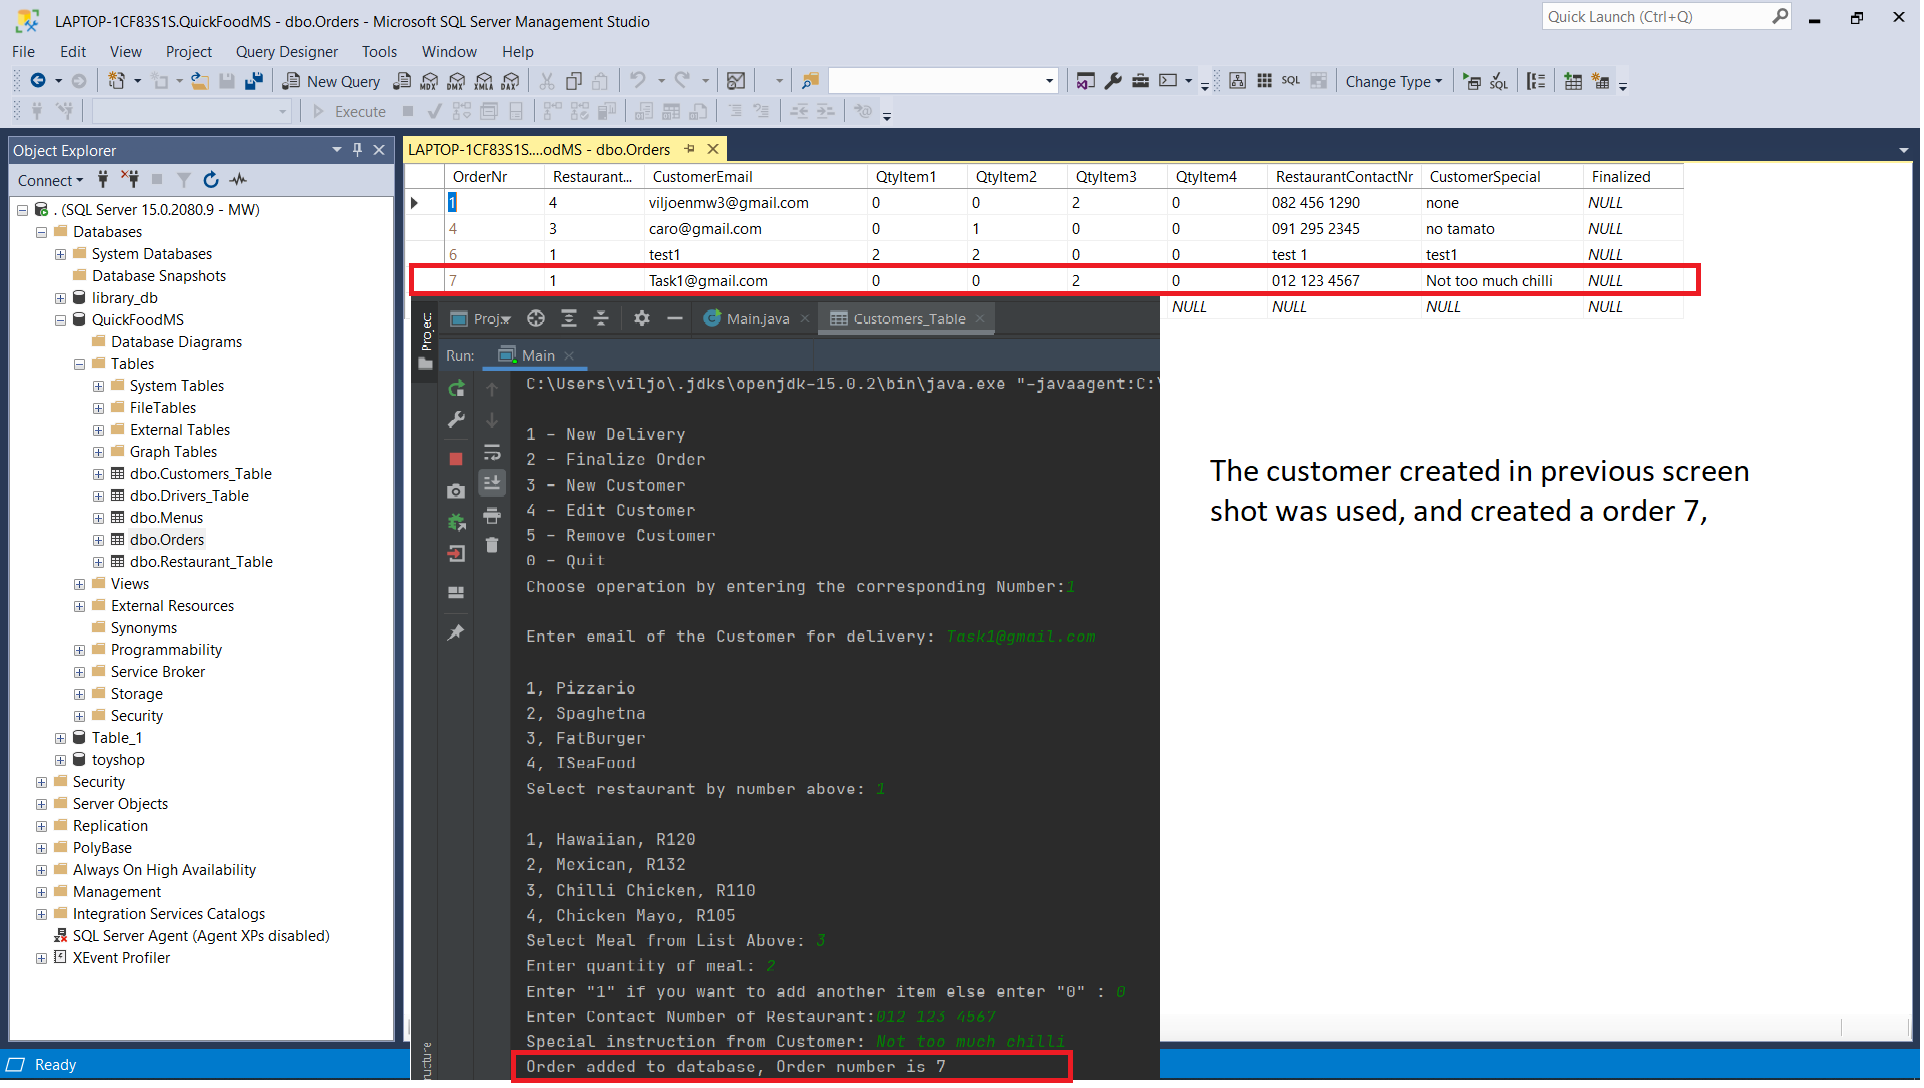 LAPTOP-1CF83S1S.QuickFoodMS - dbo.Orders - Microsoft SQL Server Management Studio
Quick Launch (Ctrl+Q)
File Edit View Project Query Designer Tools Window Help
New Query MDX DMX XMLA DAX SQL Change Type SQL
Execute
Object Explorer
Connect
. (SQL Server 15.0.2080.9 - MW)
Databases
System Databases
Database Snapshots
library_db
QuickFoodMS
Database Diagrams
Tables
System Tables
FileTables
External Tables
Graph Tables
dbo.Customers_Table
dbo.Drivers_Table
dbo.Menus
dbo.Orders
dbo.Restaurant_Table
Views
External Resources
Synonyms
Programmability
Service Broker
Storage
Security
Table_1
toyshop
Security
Server Objects
Replication
PolyBase
Always On High Availability
Management
Integration Services Catalogs
SQL Server Agent (Agent XPs disabled)
XEvent Profiler
Ready
LAPTOP-1CF83S1S....odMS - dbo.Orders
OrderNr Restaurant... CustomerEmail QtyItem1 QtyItem2 QtyItem3 QtyItem4 RestaurantContactNr CustomerSpecial Finalized
1 4 viljoenmw3@gmail.com 0 0 2 0 082 456 1290 none NULL
4 3 caro@gmail.com 0 1 0 0 091 295 2345 no tamato NULL
6 1 test1 2 2 0 0 test 1 test1 NULL
7 1 Task1@gmail.com 0 0 2 0 012 123 4567 Not too much chilli NULL
NULL NULL NULL NULL
Projec
Proj... Main.java Customers_Table
Run: Main
C:\Users\viljo\.jdks\openjdk-15.0.2\bin\java.exe "-javaagent:C:\
1 - New Delivery
2 - Finalize Order
3 - New Customer
4 - Edit Customer
5 - Remove Customer
0 - Quit
Choose operation by entering the corresponding Number:1
Enter email of the Customer for delivery: Task1@gmail.com
1, Pizzario
2, Spaghetna
3, FatBurger
4, ISeaFood
Select restaurant by number above: 1
1, Hawaiian, R120
2, Mexican, R132
3, Chilli Chicken, R110
4, Chicken Mayo, R105
Select Meal from List Above: 3
Enter quantity of meal: 2
Enter "1" if you want to add another item else enter "0" : 0
Enter Contact Number of Restaurant:012 123 4567
Special instruction from Customer: Not too much chilli
Order added to database, Order number is 7
ructure
The customer created in previous screen
shot was used, and created a order 7,